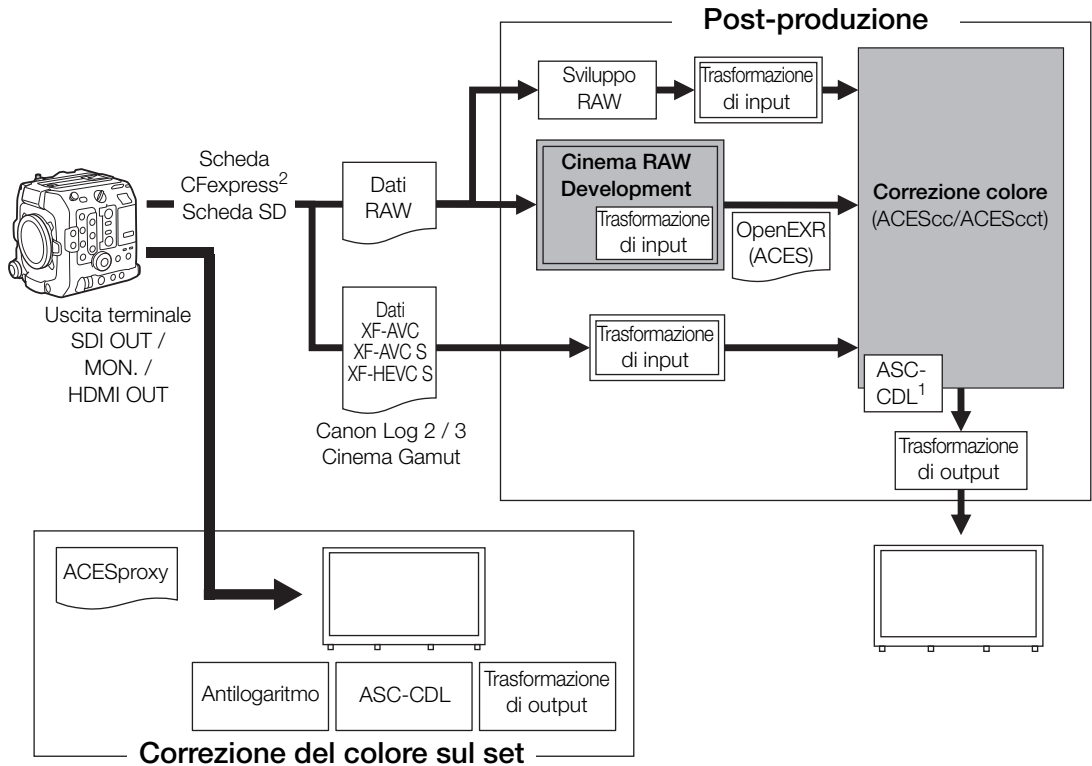 Post-produzione
Sviluppo
RAW
Trasformazione
di input
Scheda
CFexpress2
Scheda SD
Dati
RAW
Cinema RAW
Development
Trasformazione
di input
OpenEXR
(ACES)
Correzione colore
(ACEScc/ACEScct)
Uscita terminale
SDI OUT /
MON. /
HDMI OUT
Dati
XF-AVC
XF-AVC S
XF-HEVC S
Canon Log 2 / 3
Cinema Gamut
Trasformazione
di input
ASC-
CDL1
Trasformazione
di output
ACESproxy
Antilogaritmo
ASC-CDL
Trasformazione
di output
Correzione del colore sul set